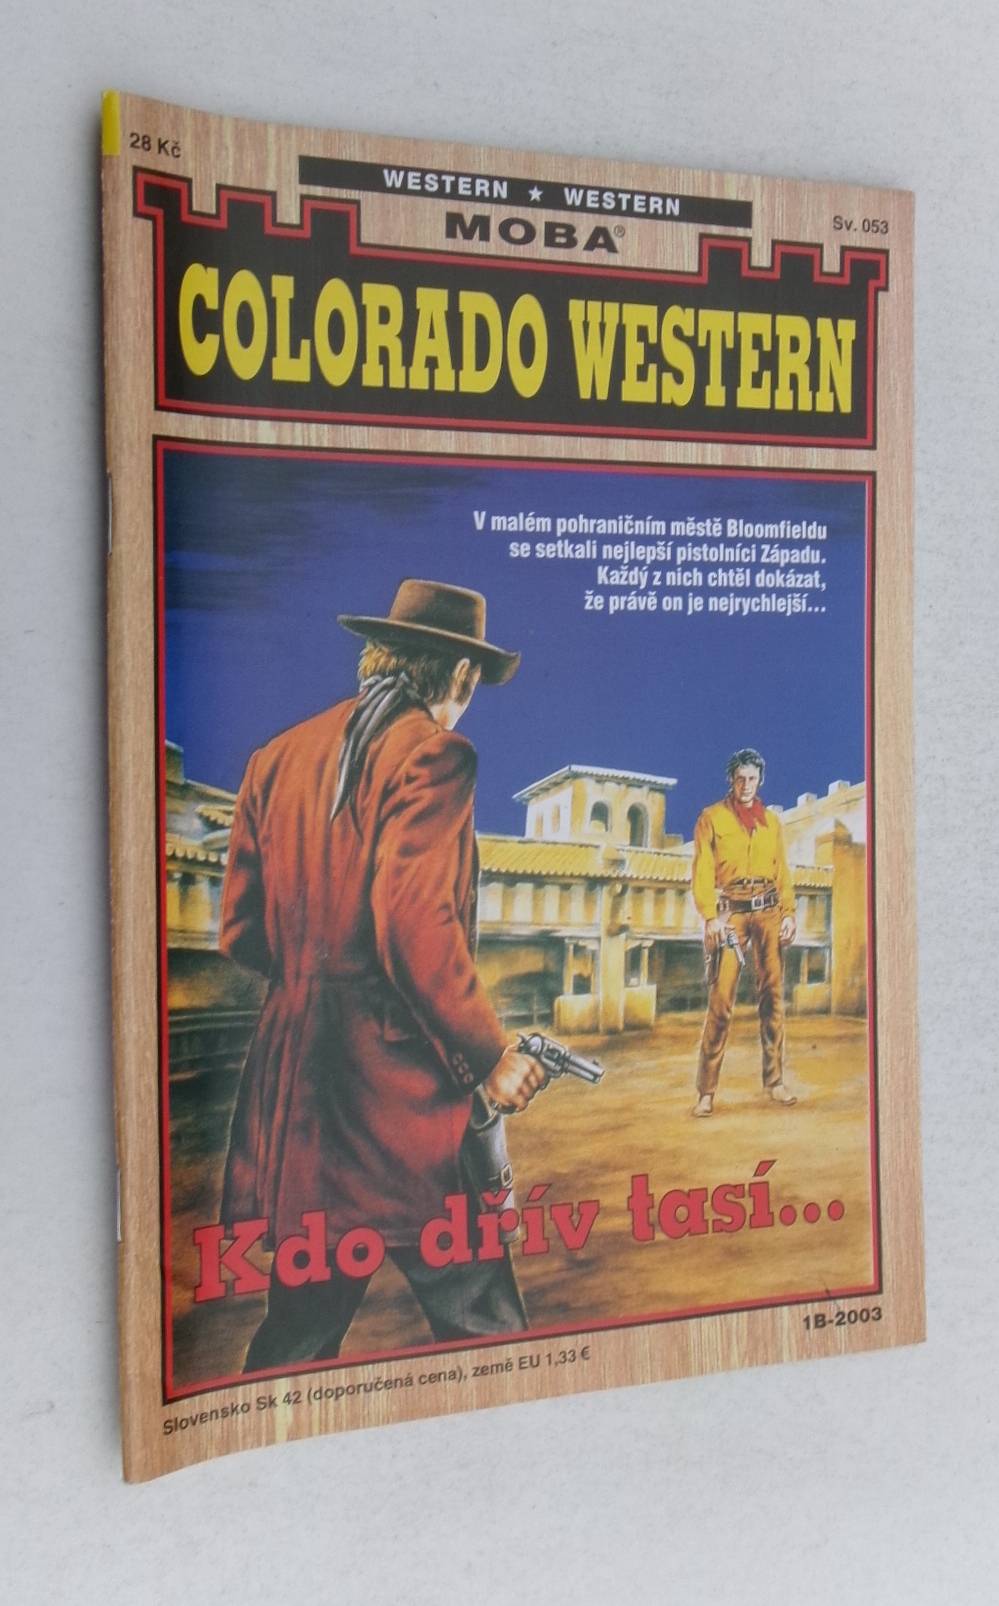 28 Kč
WESTERN ★ WESTERN
MOBA®
Sv. 053
COLORADO WESTERN
V malém pohraničním městě Bloomfieldu
se setkali nejlepší pistolníci Západu.
Každý z nich chtěl dokázat,
že právě on je nejrychlejší...
Kdo dřív tasí...
1B-2003
Slovensko Sk 42 (doporučená cena), země EU 1,33 €